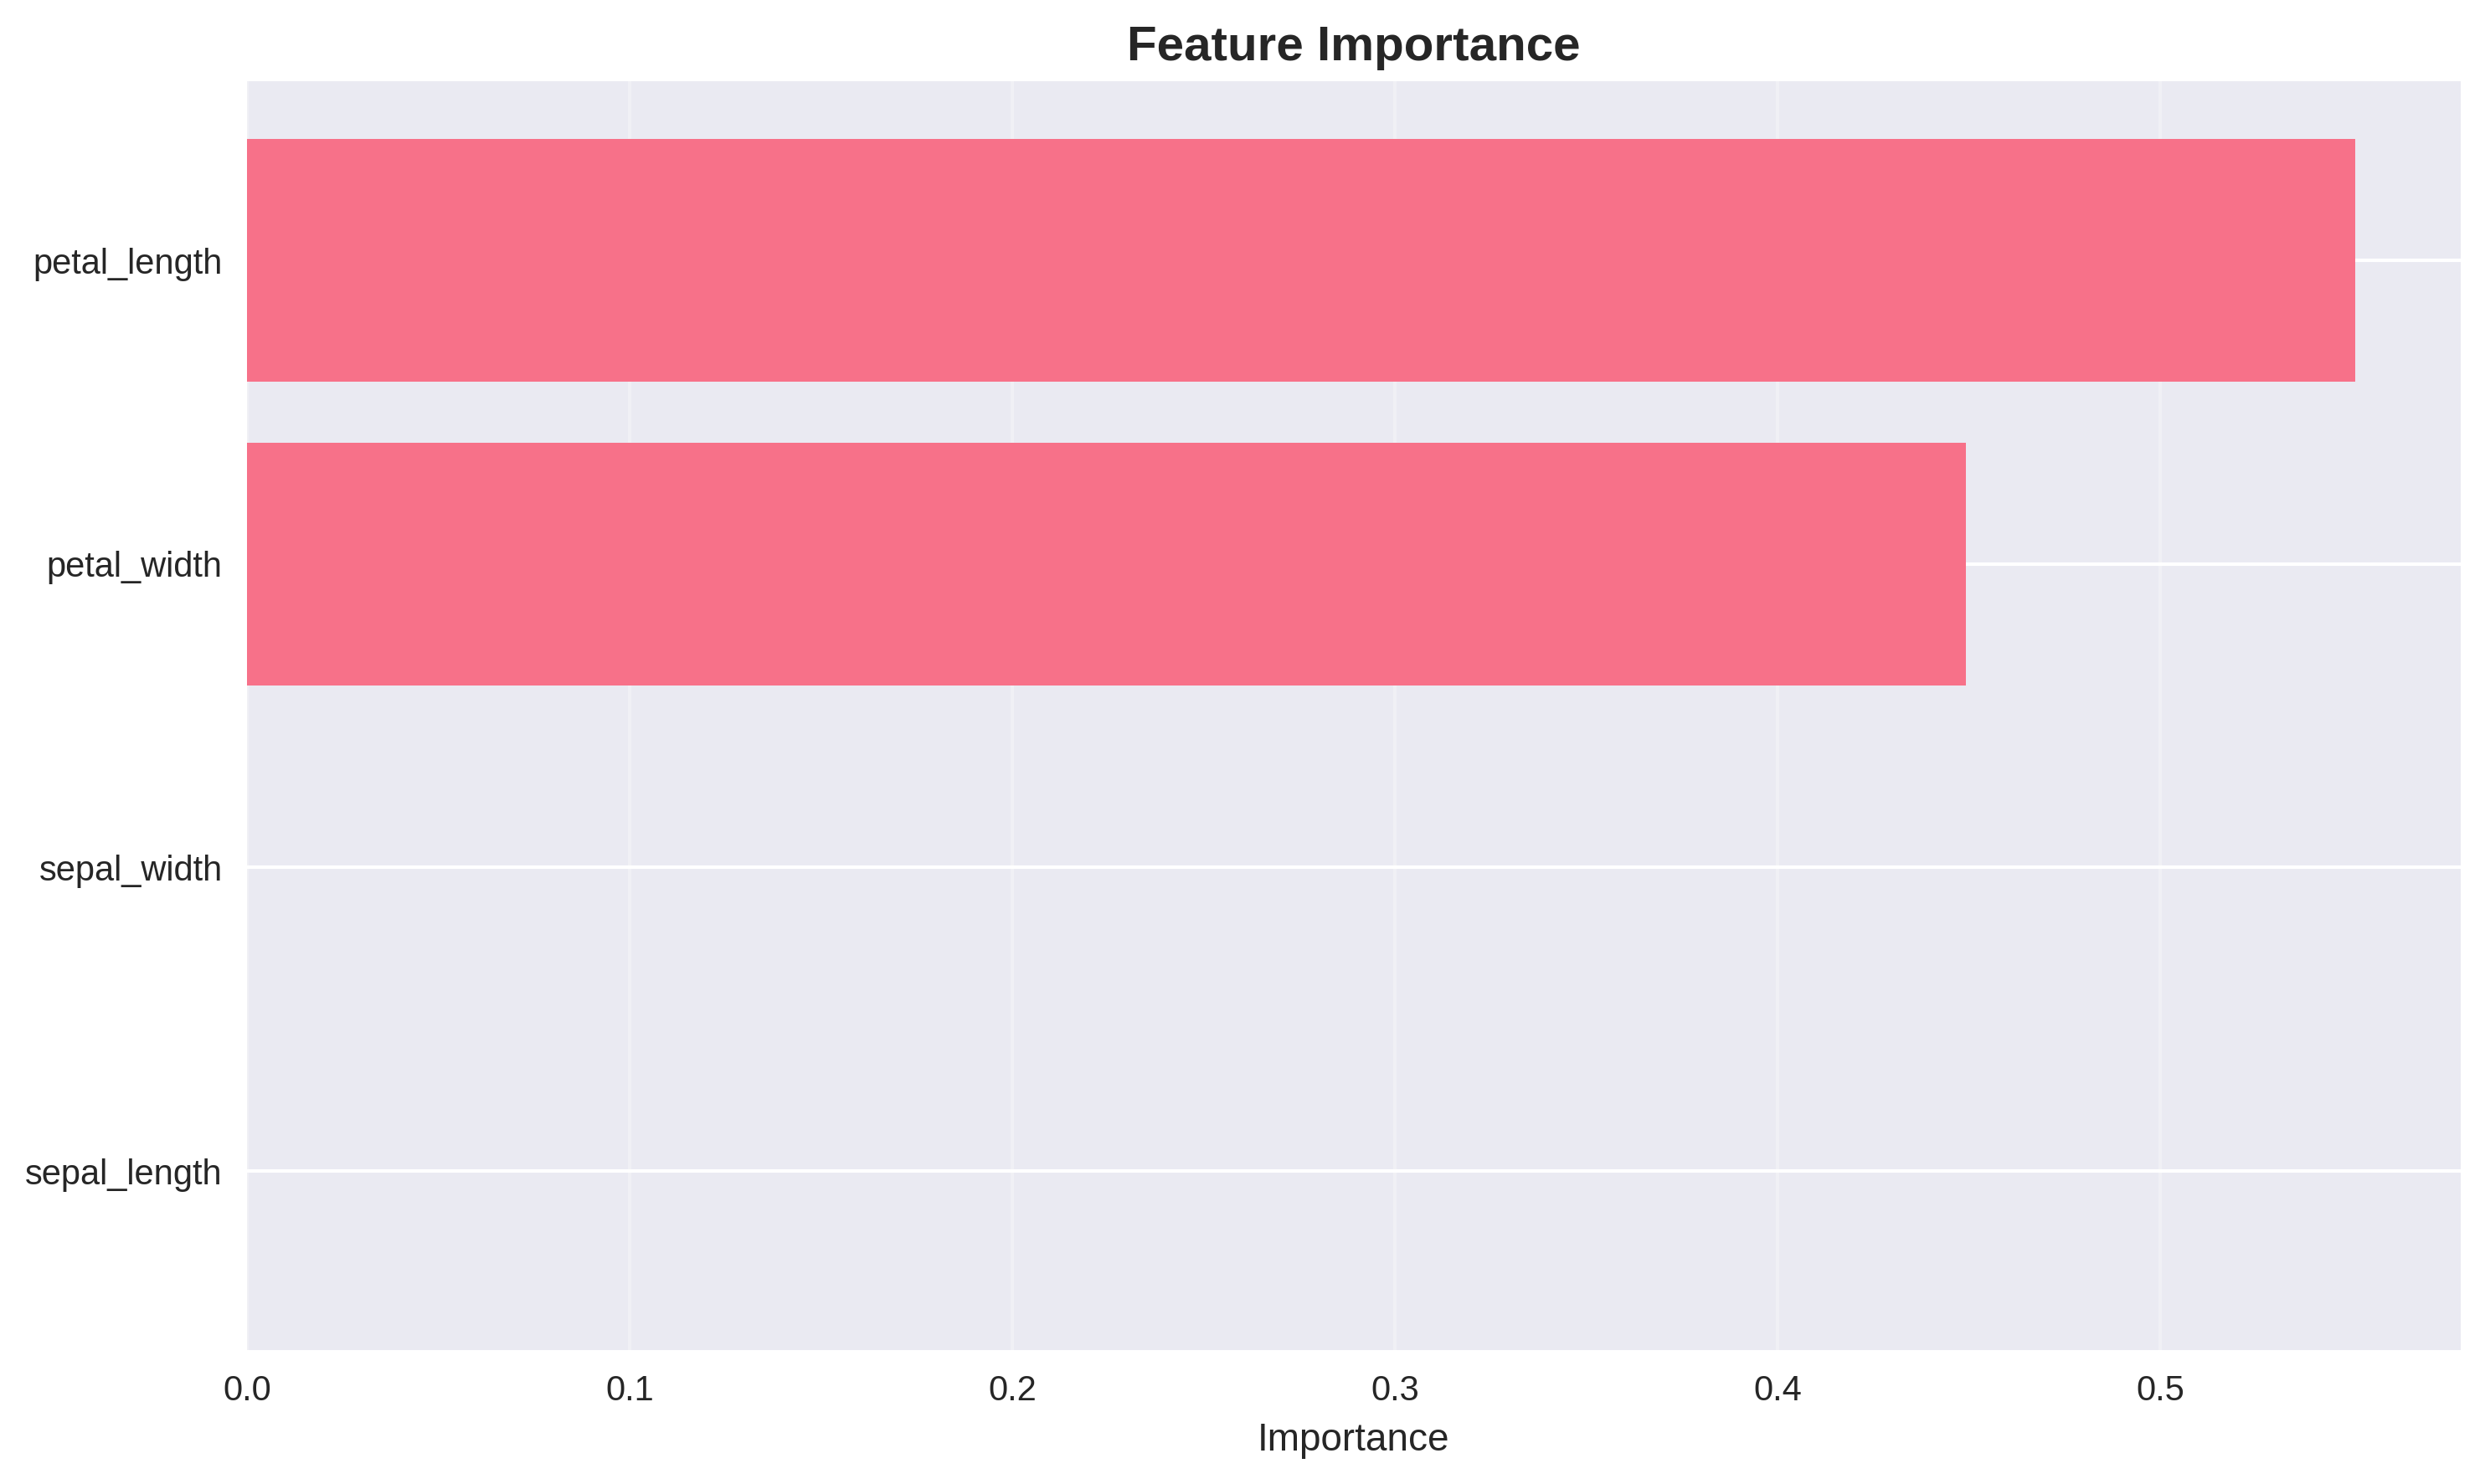 Feature Importance
petal_length
petal_width
sepal_width
sepal_length
0.0 0.1 0.2 0.3 0.4 0.5
Importance